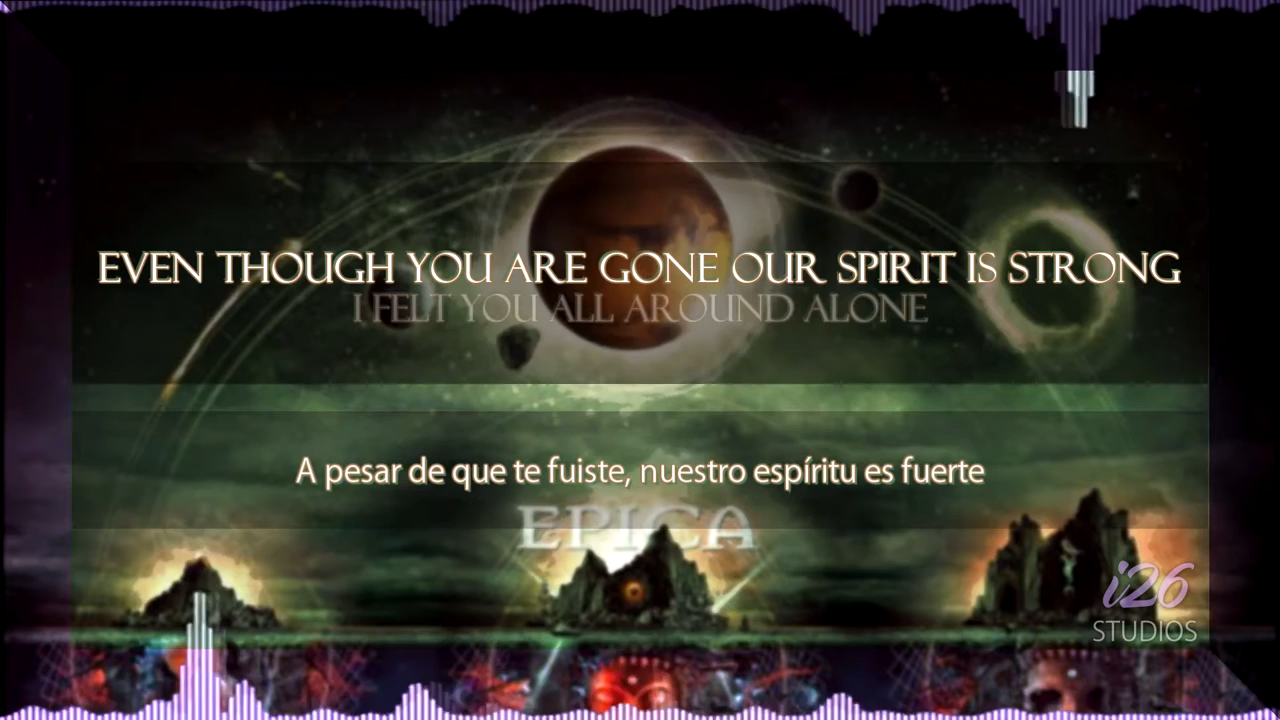 EVEN THOUGH YOU ARE GONE OUR SPIRIT IS STRONG
I FELT YOU ALL AROUND ALONE
A pesar de que te fuiste, nuestro espíritu es fuerte
EPICA
i26
STUDIOS